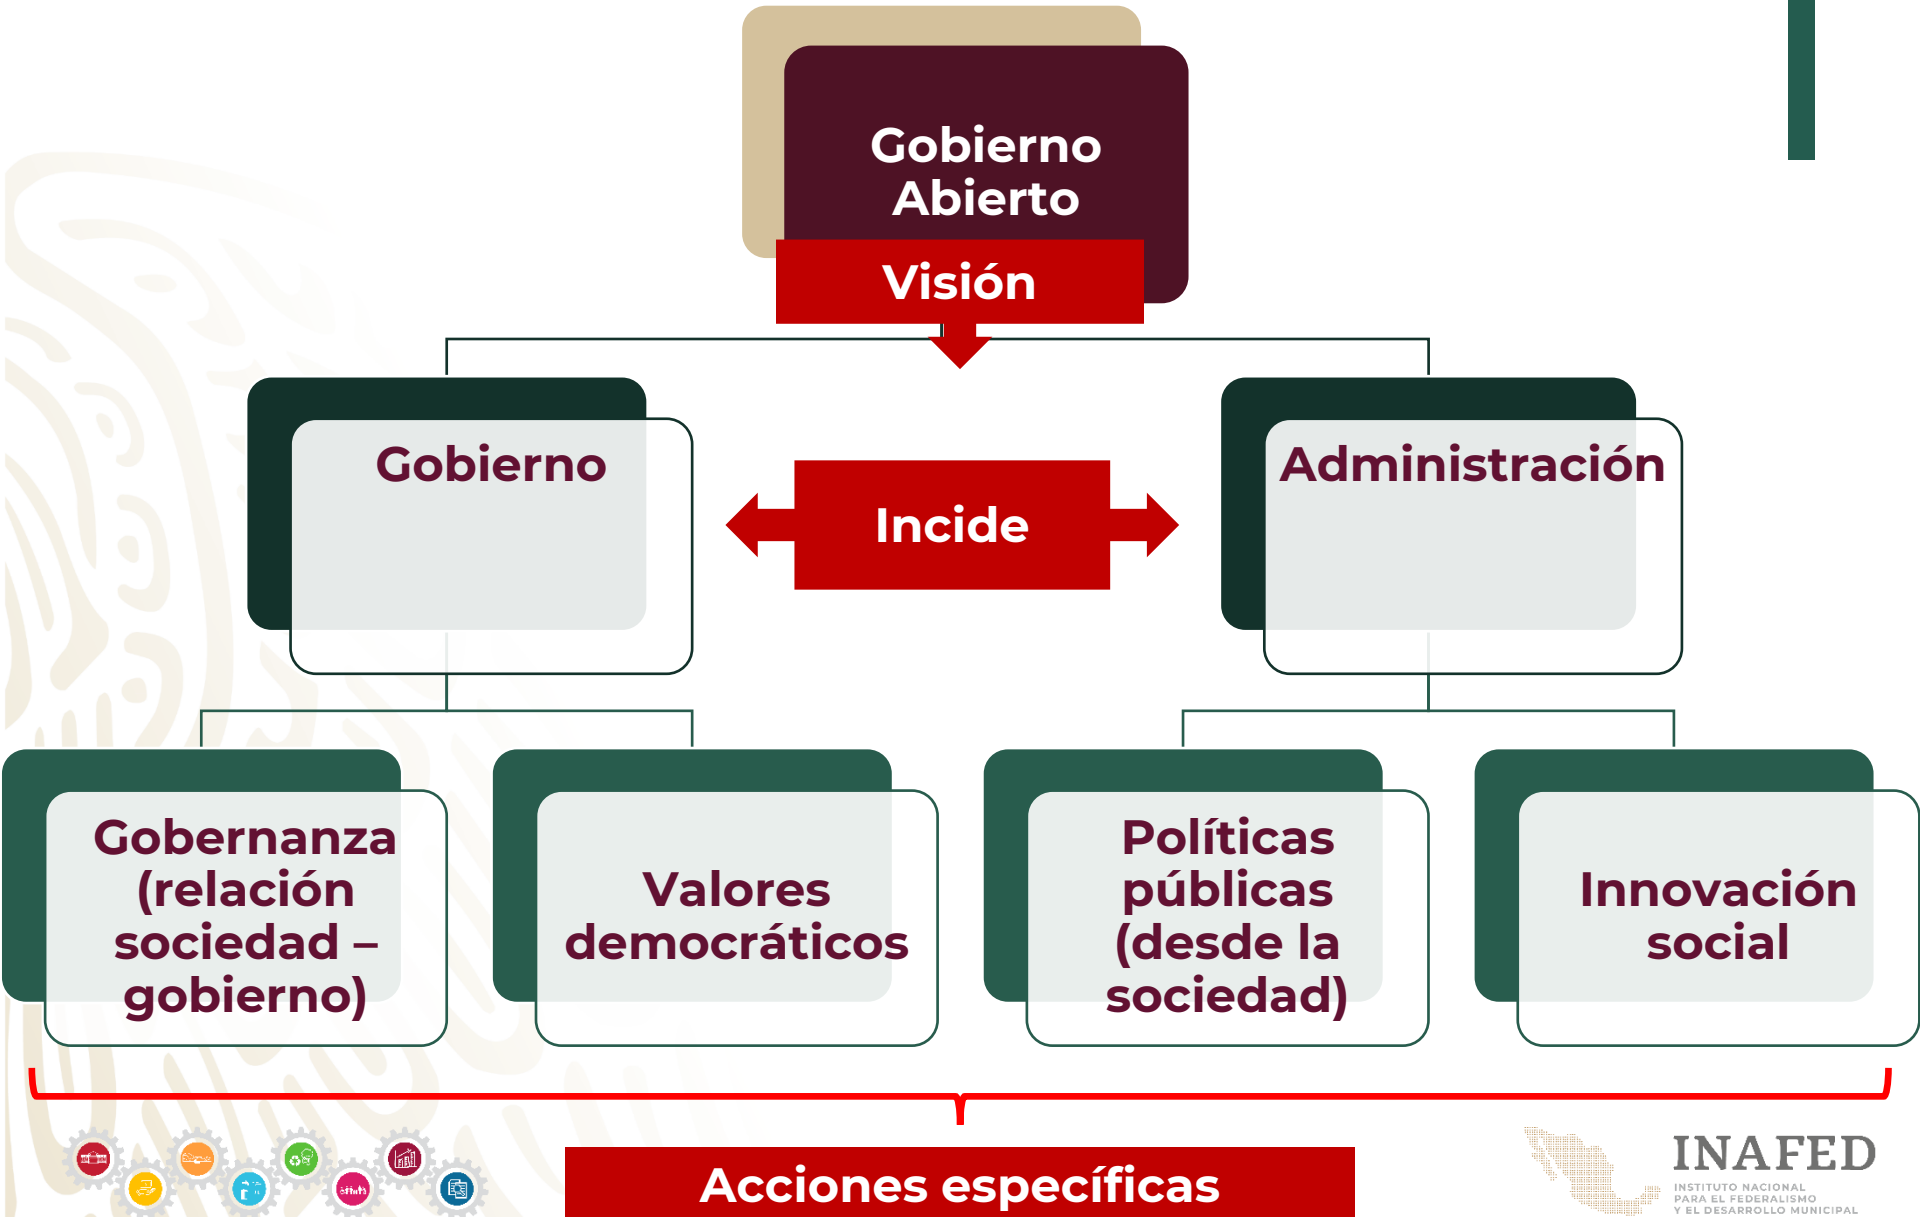 Gobierno
Abierto
Visión
Gobierno
Incide
Administración
Gobernanza
(relación
sociedad –
gobierno)
Valores
democráticos
Políticas
públicas
(desde la
sociedad)
Innovación
social
Acciones específicas
INAFED
INSTITUTO NACIONAL
PARA EL FEDERALISMO
Y EL DESARROLLO MUNICIPAL